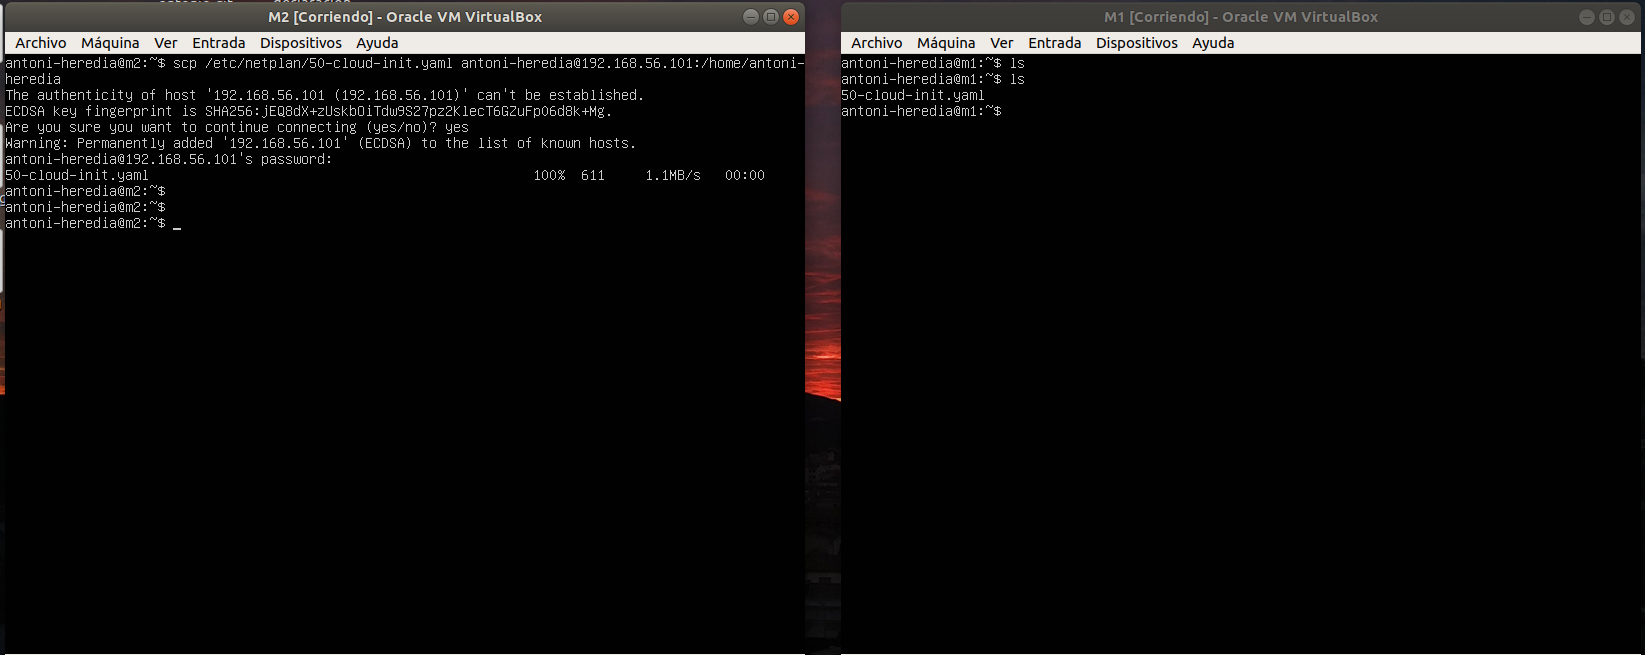 M2 [Corriendo] - Oracle VM VirtualBox
Archivo Máquina Ver Entrada Dispositivos Ayuda
antoni-heredia@m2:~$ scp /etc/netplan/50-cloud-init.yaml antoni-heredia@192.168.56.101:/home/antoni-
heredia
The authenticity of host '192.168.56.101 (192.168.56.101)' can't be established.
ECDSA key fingerprint is SHA256:jEQ8dX+zUskbOiTdw9S27pz2KlecT6GZuFp06d8k+Mg.
Are you sure you want to continue connecting (yes/no)? yes
Warning: Permanently added '192.168.56.101' (ECDSA) to the list of known hosts.
antoni-heredia@192.168.56.101's password:
50-cloud-init.yaml 100% 611 1.1MB/s 00:00
antoni-heredia@m2:~$
antoni-heredia@m2:~$
antoni-heredia@m2:~$ _
M1 [Corriendo] - Oracle VM VirtualBox
Archivo Máquina Ver Entrada Dispositivos Ayuda
antoni-heredia@m1:~$ ls
antoni-heredia@m1:~$ ls
50-cloud-init.yaml
antoni-heredia@m1:~$